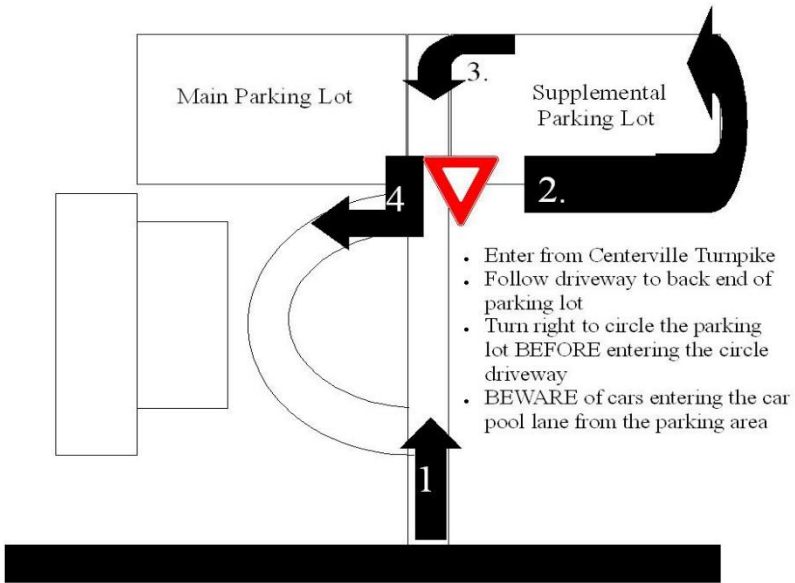 3.
Main Parking Lot
Supplemental
Parking Lot
4
2.
• Enter from Centerville Turnpike
• Follow driveway to back end of
parking lot
• Turn right to circle the parking
lot BEFORE entering the circle
driveway
• BEWARE of cars entering the car
pool lane from the parking area
1